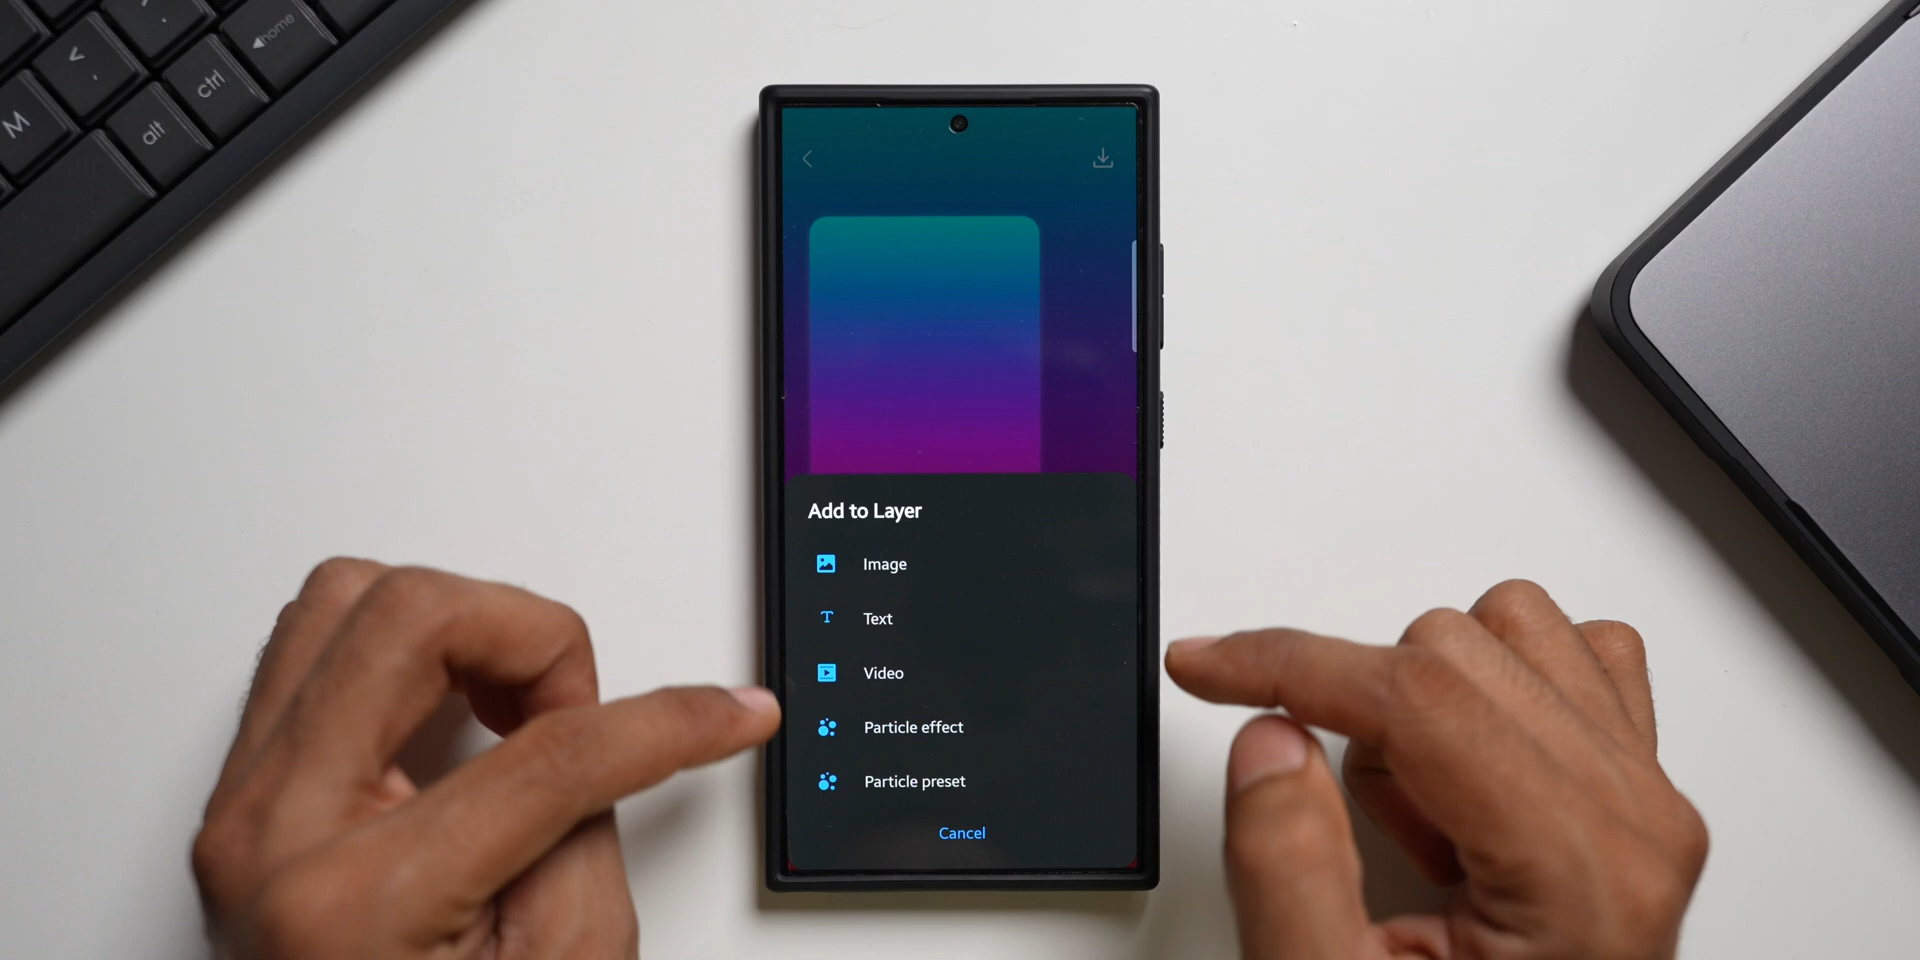 home
<
,
ctrl
M
alt
Add to Layer
Image
T Text
Video
Particle effect
Particle preset
Cancel